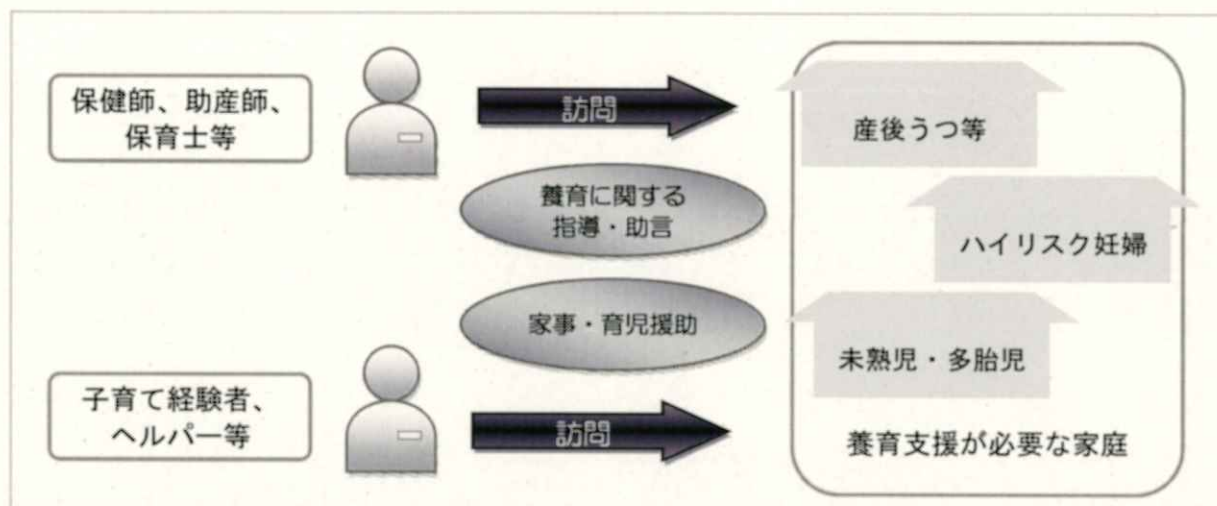 保健師、助産師、
保育士等
訪問
産後うつ等
養育に関する
指導・助言
ハイリスク妊婦
家事・育児援助
未熟児・多胎児
子育て経験者、
ヘルパー等
訪問
養育支援が必要な家庭